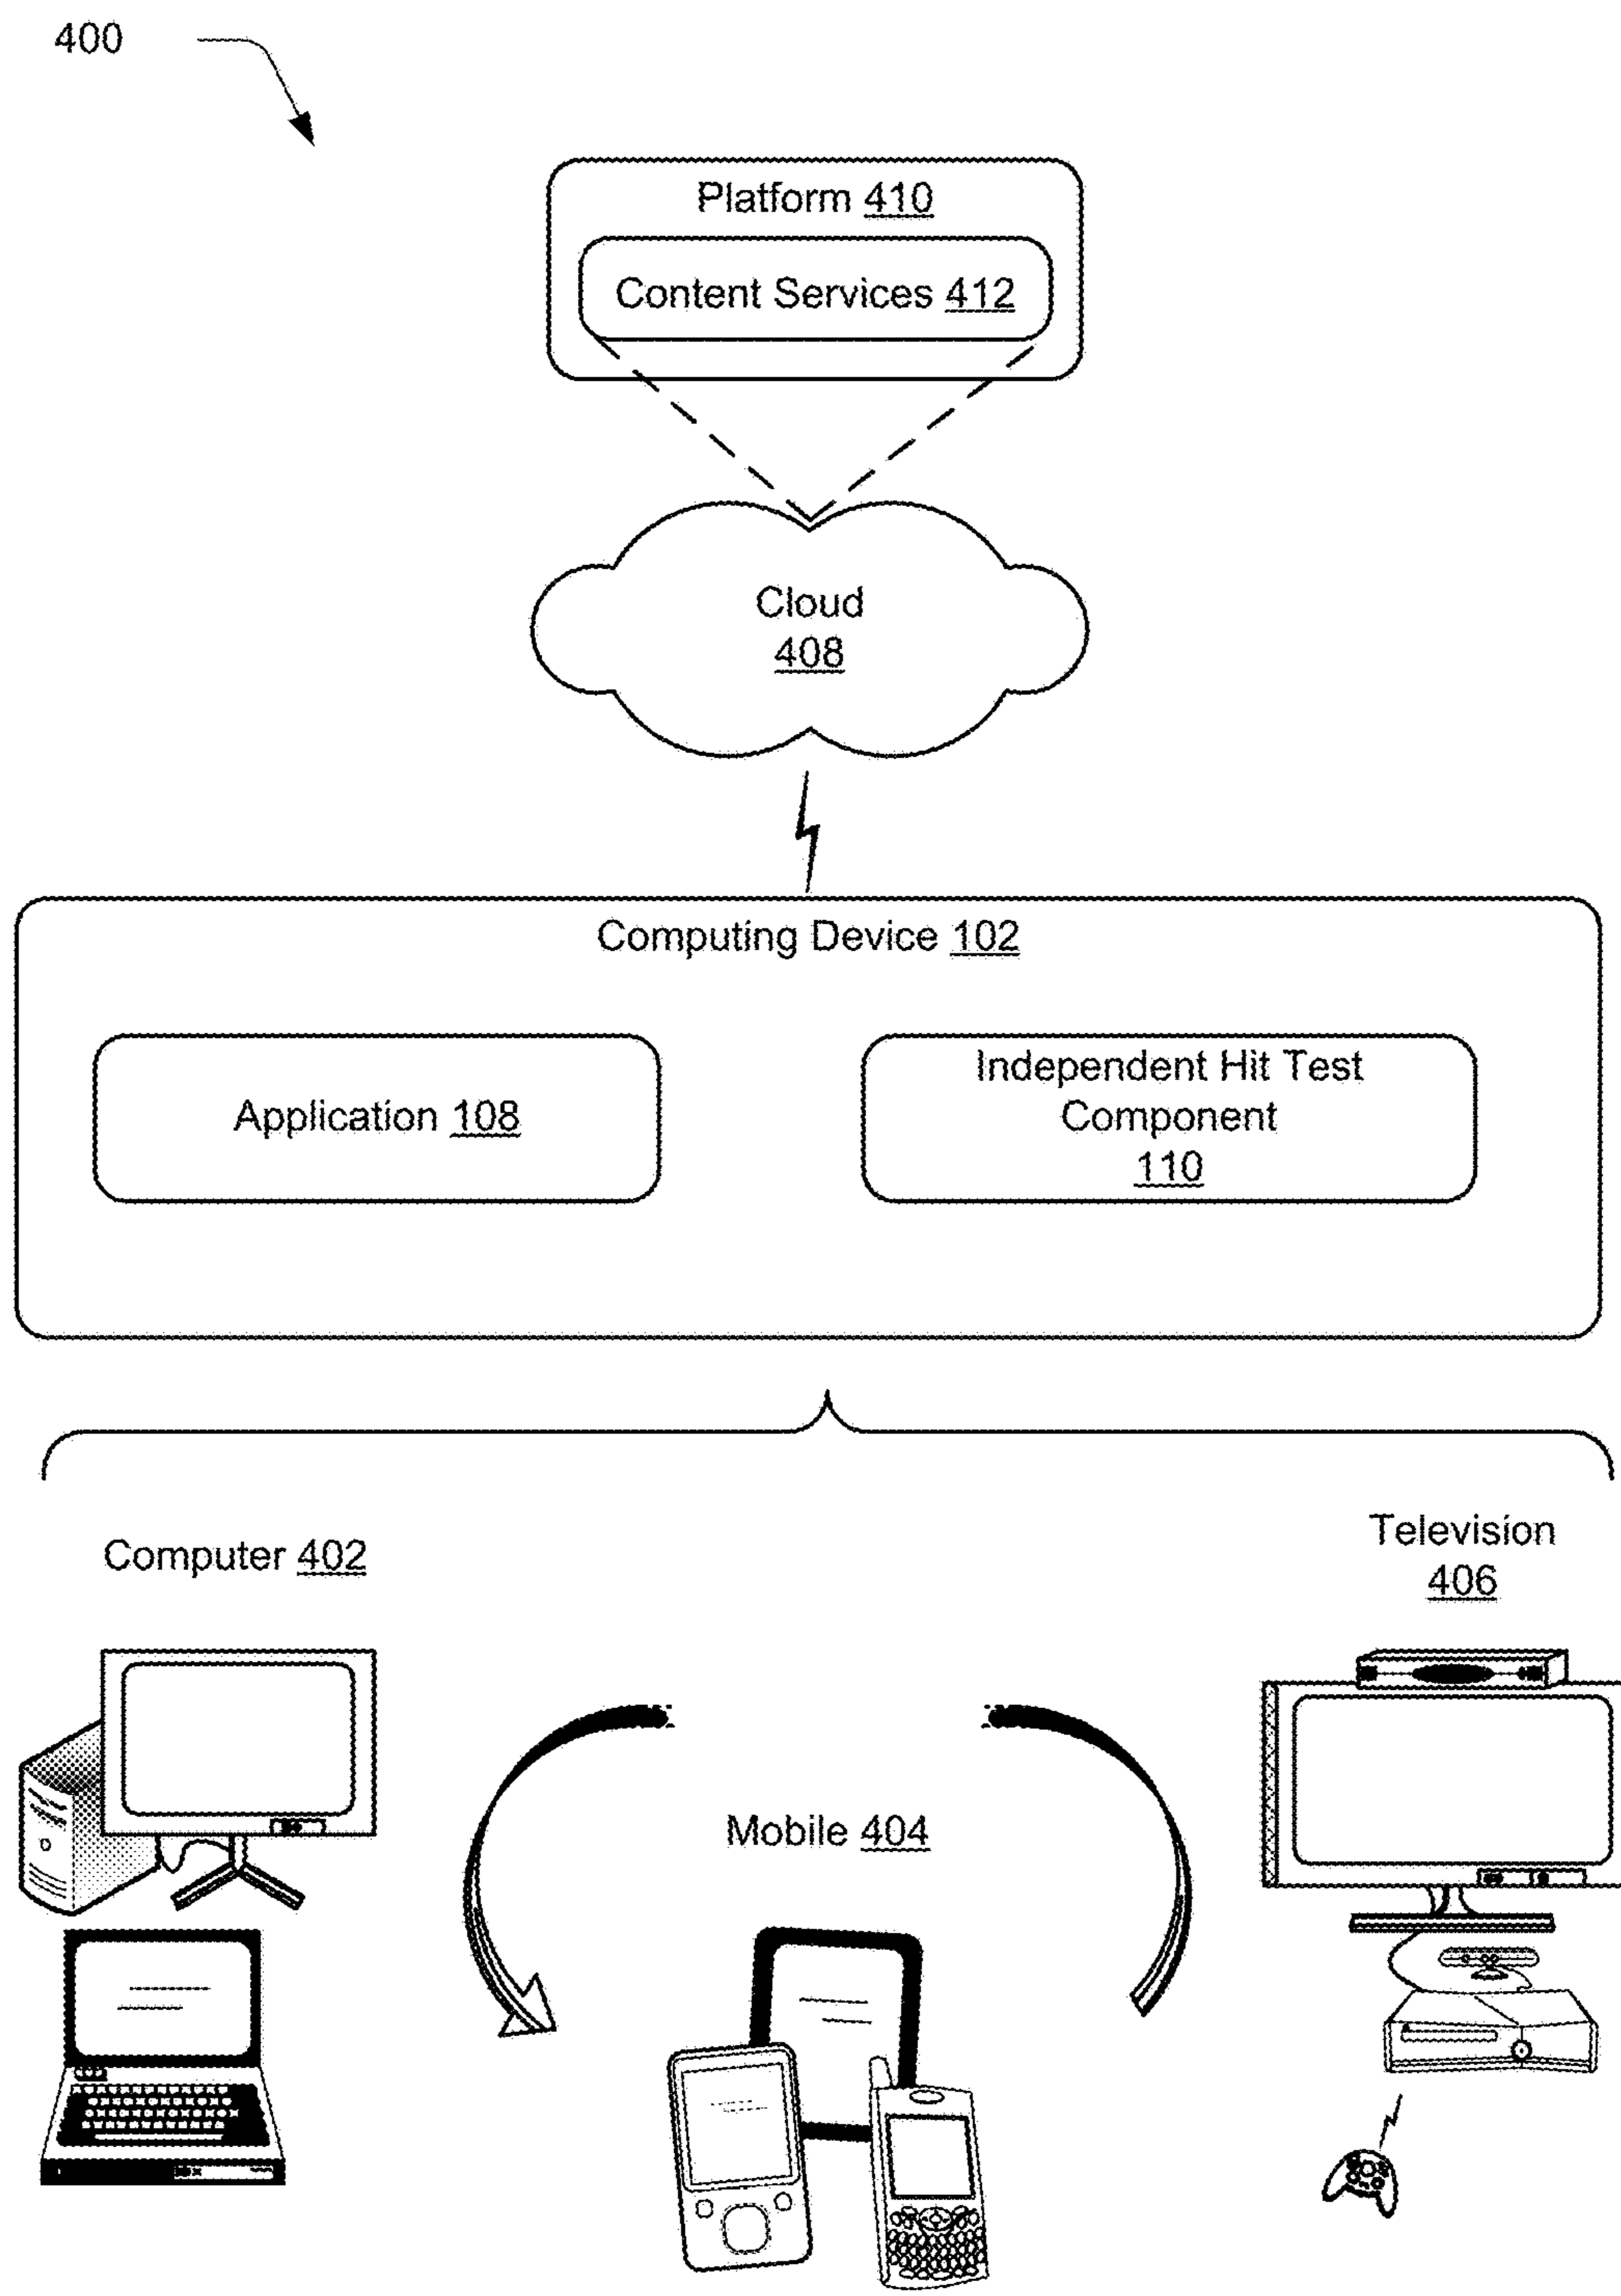 400
Platform 410
Content Services 412
Cloud
408
Computing Device 102
Application 108
Independent Hit Test
Component
110
Computer 402
Television
406
Mobile 404